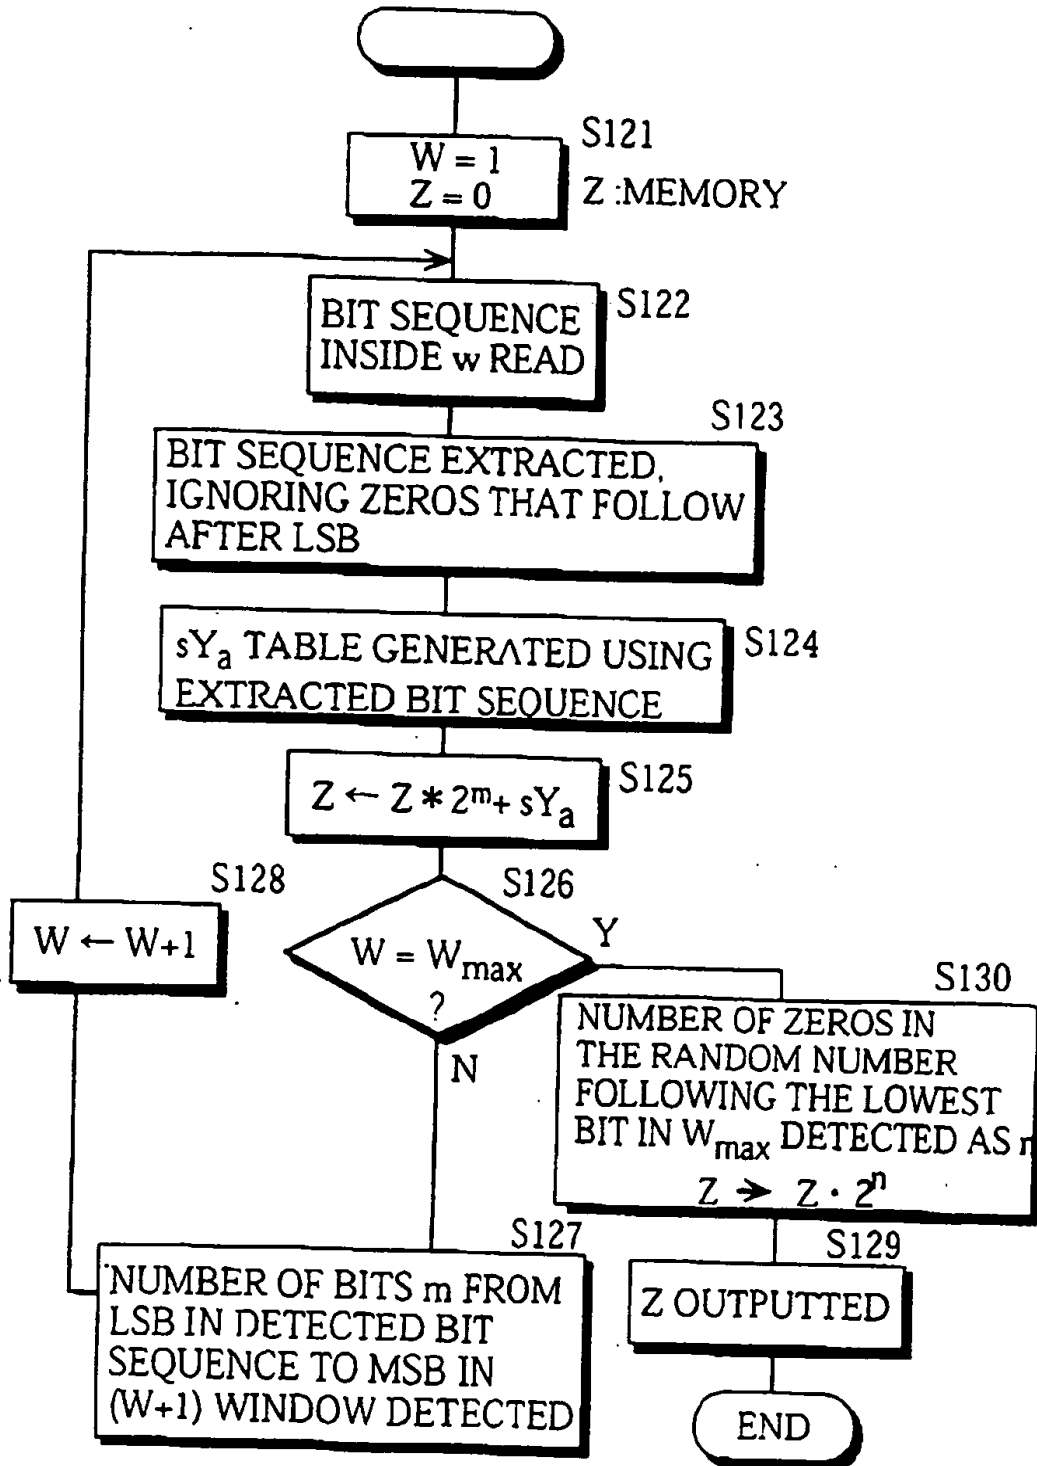 S121
W = 1
Z = 0
Z :MEMORY
S122
BIT SEQUENCE
INSIDE w READ
S123
BIT SEQUENCE EXTRACTED,
IGNORING ZEROS THAT FOLLOW
AFTER LSB
S124
sYa TABLE GENERATED USING
EXTRACTED BIT SEQUENCE
S125
Z ← Z * 2^m + sYa
S126
W = Wmax
?
Y
N
S128
W ← W+1
S130
NUMBER OF ZEROS IN
THE RANDOM NUMBER
FOLLOWING THE LOWEST
BIT IN Wmax DETECTED AS n
Z → Z · 2^n
S127
NUMBER OF BITS m FROM
LSB IN DETECTED BIT
SEQUENCE TO MSB IN
(W+1) WINDOW DETECTED
S129
Z OUTPUTTED
END